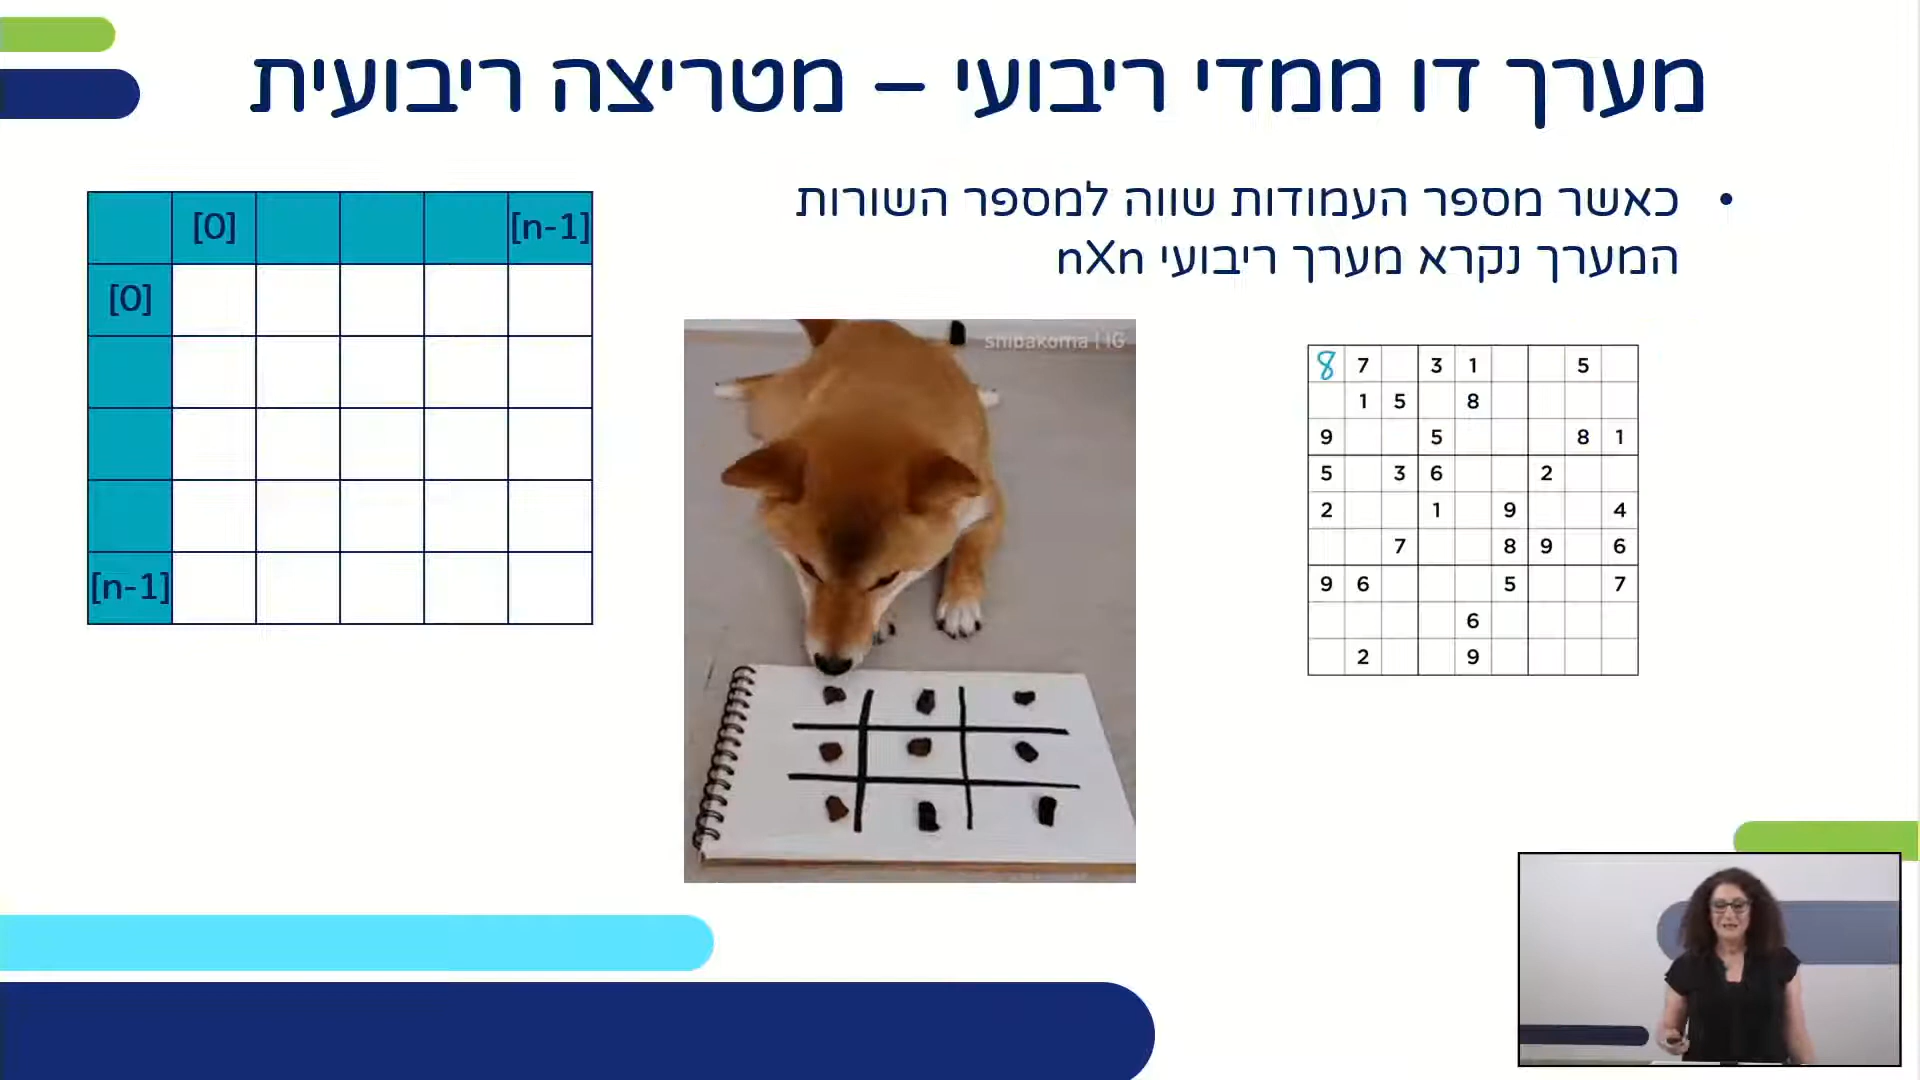 מערך דו ממדי ריבועי – מטריצה ריבועית
• כאשר מספר העמודות שווה למספר השורות
המערך נקרא מערך ריבועי nXn
[0] [n-1]
[0]
[n-1]
shibakoma | IG
8 7 3 1 5
1 5 8
9 5 8 1
5 3 6 2
2 1 9 4
7 8 9 6
9 6 5 7
6
2 9